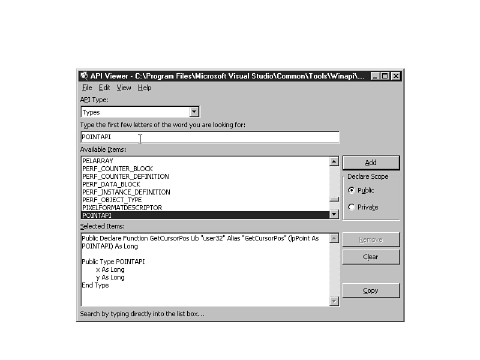 API Viewer - C:\Program Files\Microsoft Visual Studio\Common\Tools\Winapi\...
File Edit View Help
API Type:
Types
Type the first few letters of the word you are looking for:
POINTAPI
Available Items:
PELARRAY
PERF_COUNTER_BLOCK
PERF_COUNTER_DEFINITION
PERF_DATA_BLOCK
PERF_INSTANCE_DEFINITION
PERF_OBJECT_TYPE
PIXELFORMATDESCRIPTOR
POINTAPI
Add
Declare Scope
Public
Private
Selected Items:
Public Declare Function GetCursorPos Lib "user32" Alias "GetCursorPos" (lpPoint As
POINTAPI) As Long
Public Type POINTAPI
x As Long
y As Long
End Type
Remove
Clear
Copy
Search by typing directly into the list box...